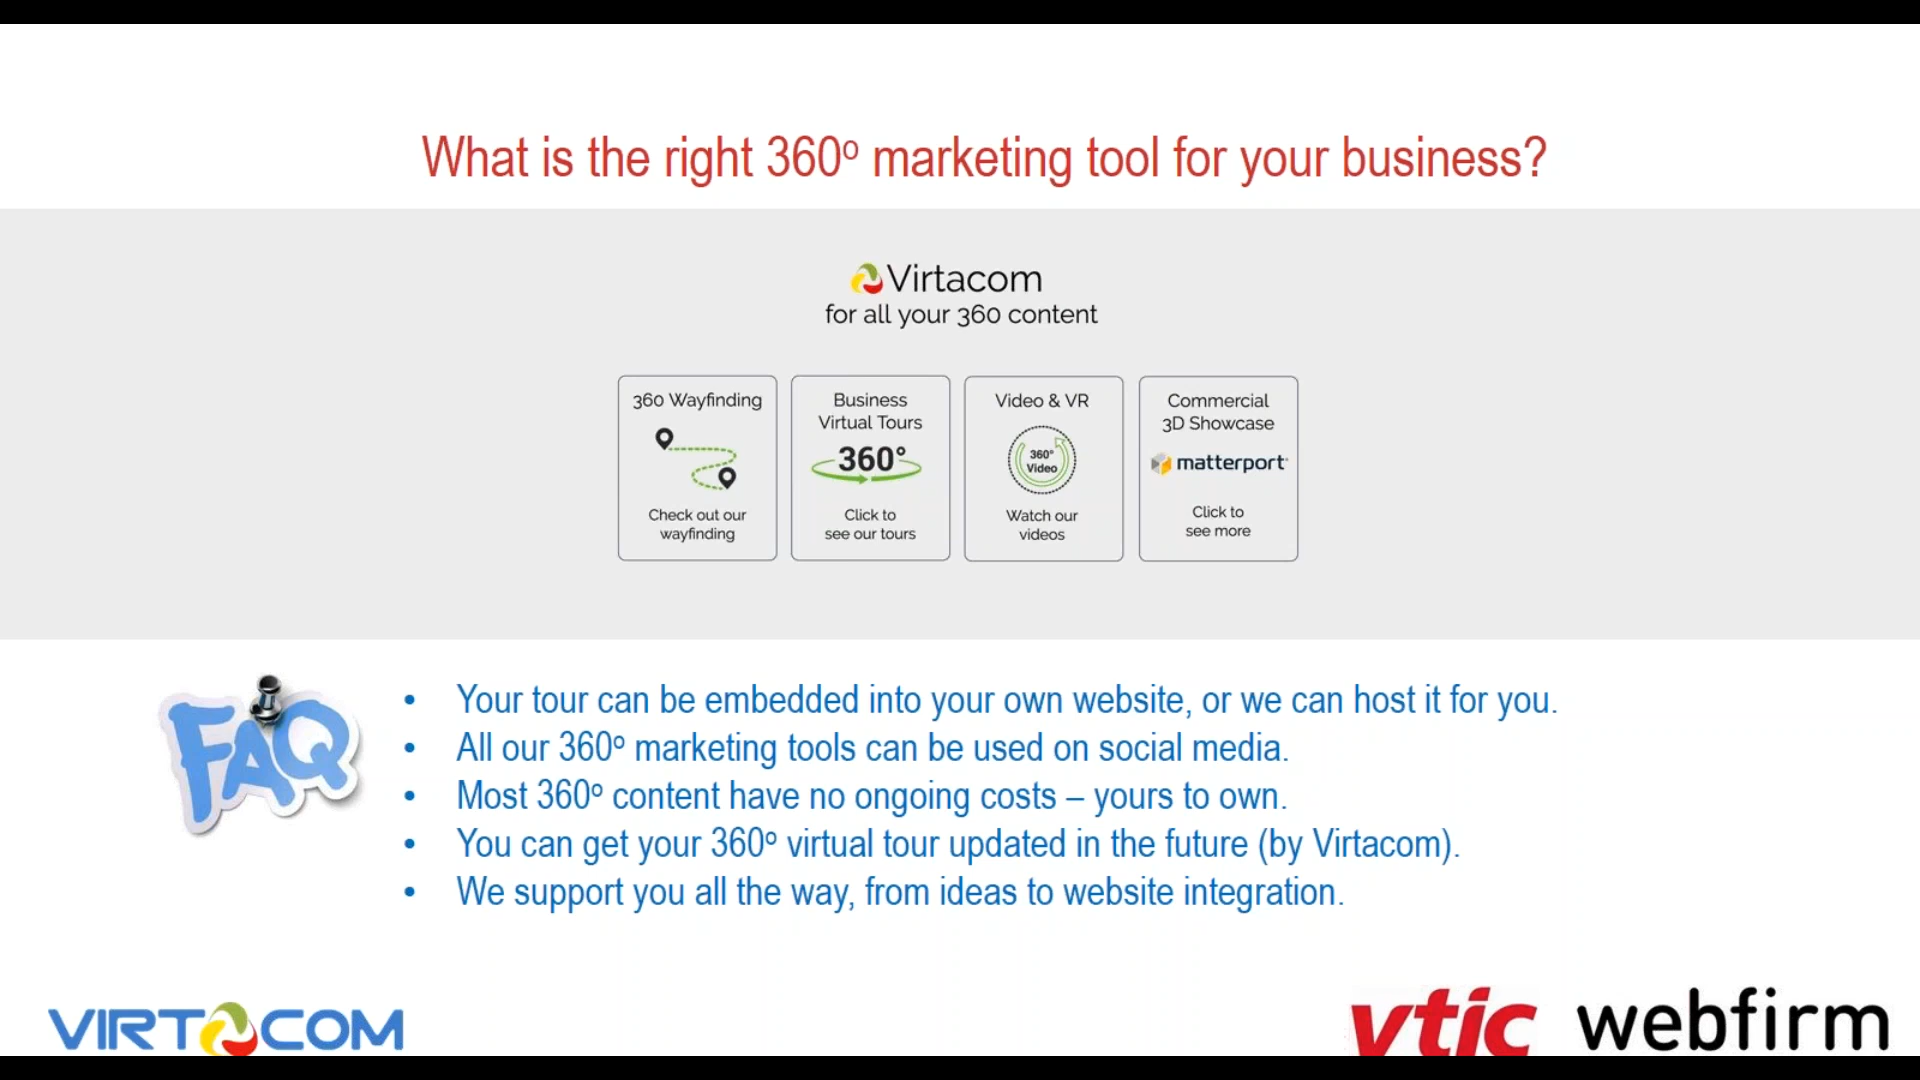 What is the right 360º marketing tool for your business?
Virtacom
for all your 360 content
360 Wayfinding
Check out our
wayfinding
Business
Virtual Tours
360°
Click to
see our tours
Video & VR
360°
Video
Watch our
videos
Commercial
3D Showcase
matterport
Click to
see more
FAQ
• Your tour can be embedded into your own website, or we can host it for you.
• All our 360º marketing tools can be used on social media.
• Most 360º content have no ongoing costs – yours to own.
• You can get your 360º virtual tour updated in the future (by Virtacom).
• We support you all the way, from ideas to website integration.
VIRTACOM
vtic
webfirm